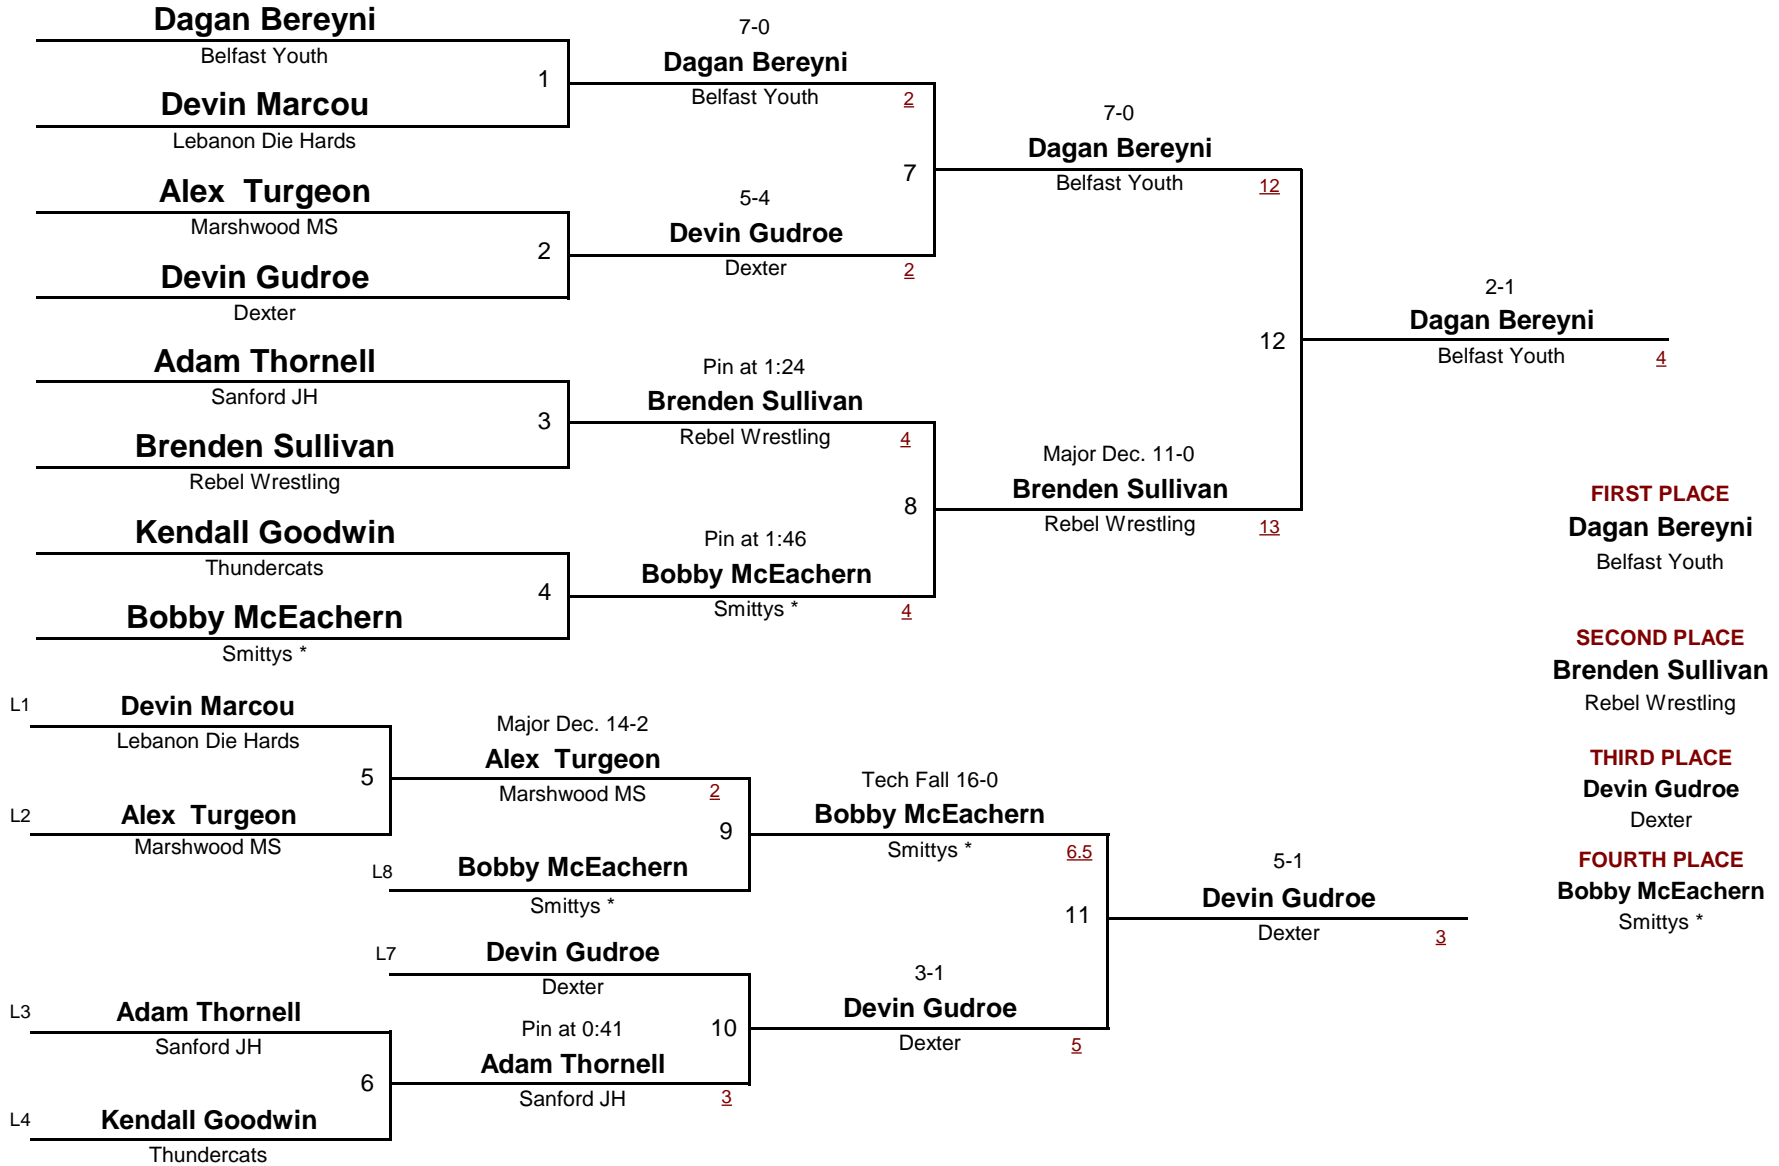 Dagan Bereyni
Belfast Youth
1
Devin Marcou
Lebanon Die Hards
7-0
Dagan Bereyni
Belfast Youth 2
Alex  Turgeon
Marshwood MS
2
Devin Gudroe
Dexter
5-4
Devin Gudroe
Dexter 2
7
7-0
Dagan Bereyni
Belfast Youth 12
Adam Thornell
Sanford JH
3
Brenden Sullivan
Rebel Wrestling
Pin at 1:24
Brenden Sullivan
Rebel Wrestling 4
Kendall Goodwin
Thundercats
4
Bobby McEachern
Smittys *
Pin at 1:46
Bobby McEachern
Smittys * 4
8
Major Dec. 11-0
Brenden Sullivan
Rebel Wrestling 13
12
2-1
Dagan Bereyni
Belfast Youth 4
FIRST PLACE
Dagan Bereyni
Belfast Youth
SECOND PLACE
Brenden Sullivan
Rebel Wrestling
THIRD PLACE
Devin Gudroe
Dexter
FOURTH PLACE
Bobby McEachern
Smittys *
L1 Devin Marcou
Lebanon Die Hards
5
L2 Alex  Turgeon
Marshwood MS
Major Dec. 14-2
Alex  Turgeon
Marshwood MS 2
9
L8 Bobby McEachern
Smittys *
Tech Fall 16-0
Bobby McEachern
Smittys * 6.5
L7 Devin Gudroe
Dexter
10
L3 Adam Thornell
Sanford JH
6
L4 Kendall Goodwin
Thundercats
Pin at 0:41
Adam Thornell
Sanford JH 3
3-1
Devin Gudroe
Dexter 5
11
5-1
Devin Gudroe
Dexter 3